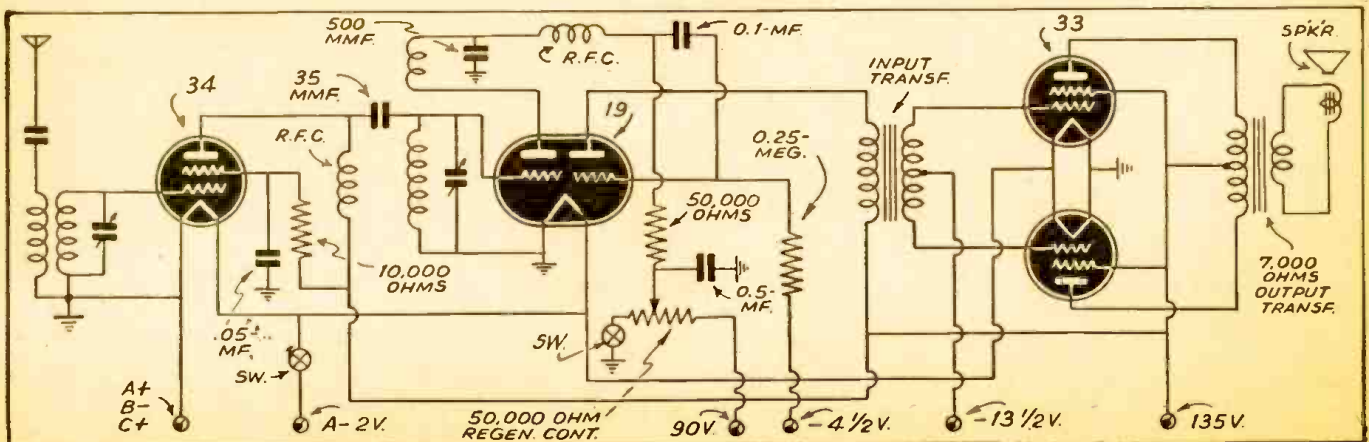 34
R.F.C.
35
MMF.
500
MMF.
R.F.C.
0.1-MF.
19
INPUT
TRANSF.
33
SP'K'R.
0.25-
MEG.
50,000
OHMS
10,000
OHMS
.05-
MF.
0.5-
MF.
SW.
SW.
7,000
OHMS
OUTPUT
TRANSF.
A+
B-
C+
A-2V.
50,000 OHM
REGEN. CONT.
90V.
-4 1/2 V.
-13 1/2 V.
135 V.